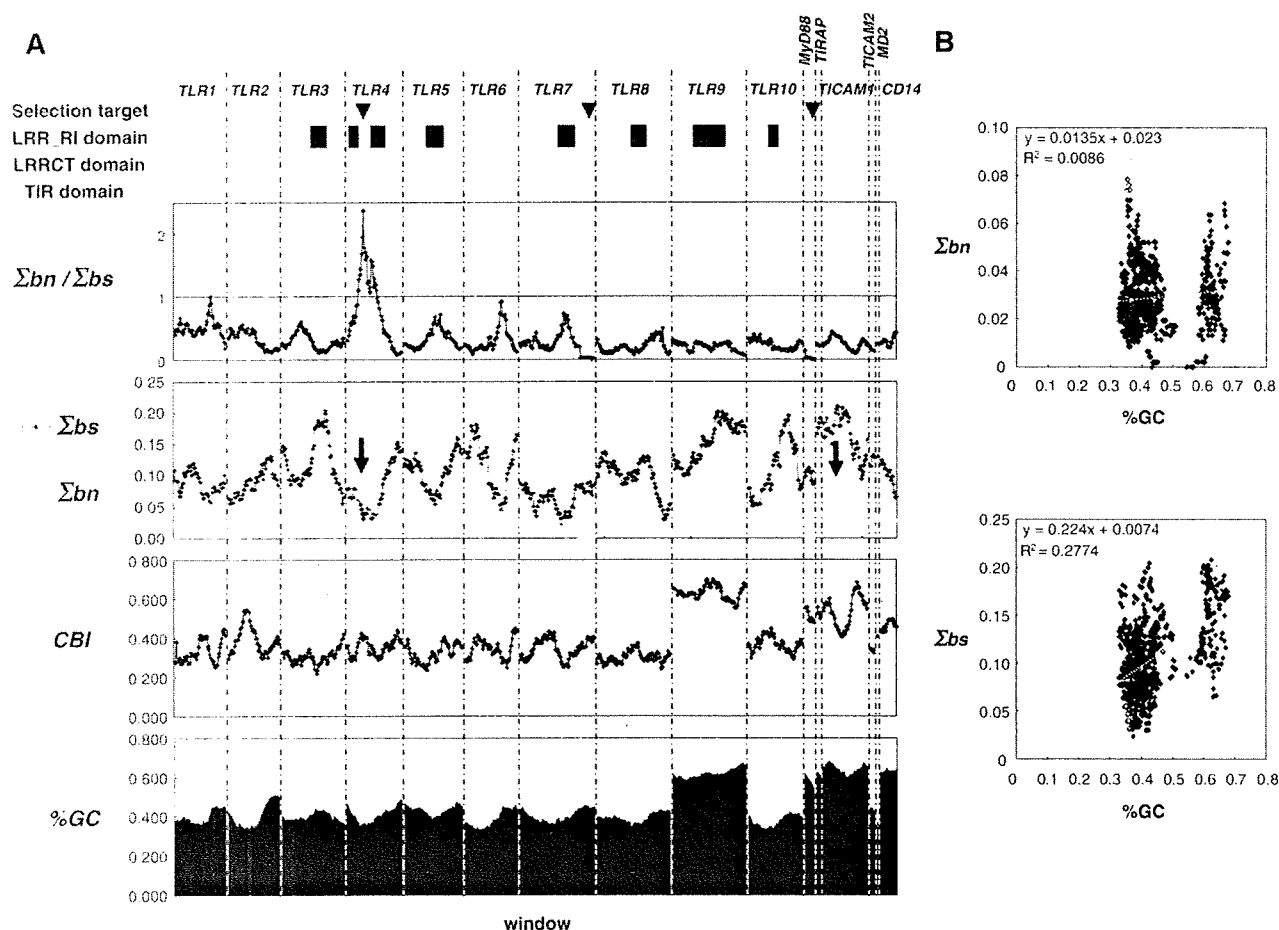 A
B
MyD88
TIRAP
TICAM2
MD2
TLR1 TLR2 TLR3 TLR4 TLR5 TLR6 TLR7 TLR8 TLR9 TLR10 TICAM1 CD14
Selection target
LRR_RI domain
LRRCT domain
TIR domain
Σbn / Σbs
2
1
0
Σbs
Σbn
0.25
0.20
0.15
0.10
0.05
0.00
CBI
0.800
0.600
0.400
0.200
0.000
%GC
0.800
0.600
0.400
0.200
0.000
window
y = 0.0135x + 0.023
R² = 0.0086
Σbn
0.10
0.08
0.06
0.04
0.02
0
0 0.1 0.2 0.3 0.4 0.5 0.6 0.7 0.8
%GC
y = 0.224x + 0.0074
R² = 0.2774
Σbs
0.25
0.20
0.15
0.10
0.05
0
0 0.1 0.2 0.3 0.4 0.5 0.6 0.7 0.8
%GC